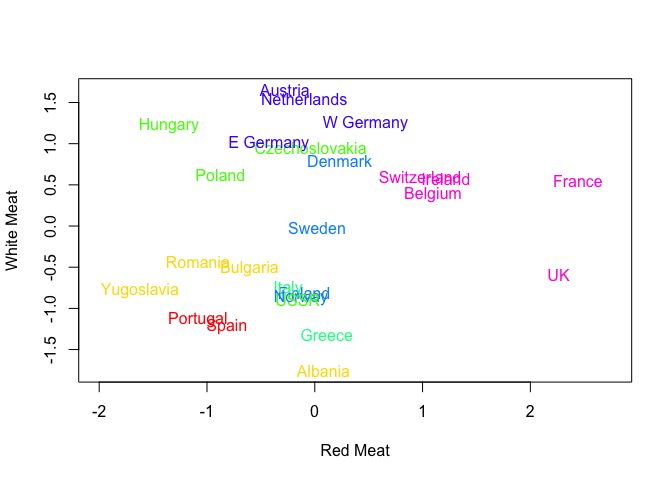 Austria
Netherlands
Hungary
W Germany
E Germany
Czechoslovakia
Denmark
Poland
Switzerland
Ireland
France
Belgium
Sweden
Romania
Bulgaria
UK
Italy
Yugoslavia
Finland
Norway
USSR
Portugal
Spain
Greece
Albania
White Meat
1.5
1.0
0.5
0.0
-0.5
-1.0
-1.5
-2 -1 0 1 2
Red Meat